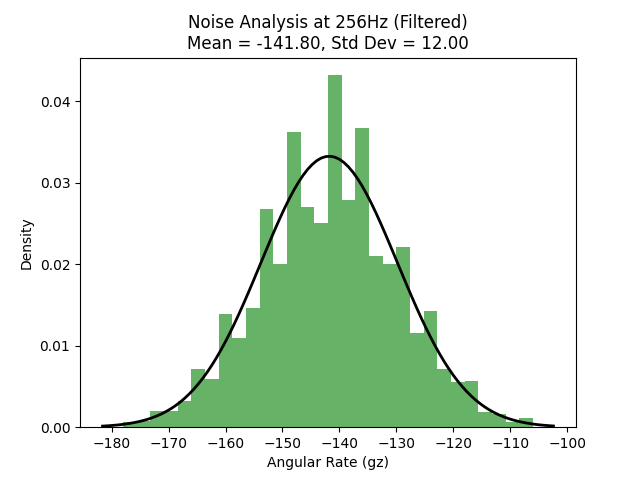 Noise Analysis at 256Hz (Filtered)
Mean = -141.80, Std Dev = 12.00
0.04
0.03
0.02
0.01
0.00
Density
−180 −170 −160 −150 −140 −130 −120 −110 −100
Angular Rate (gz)